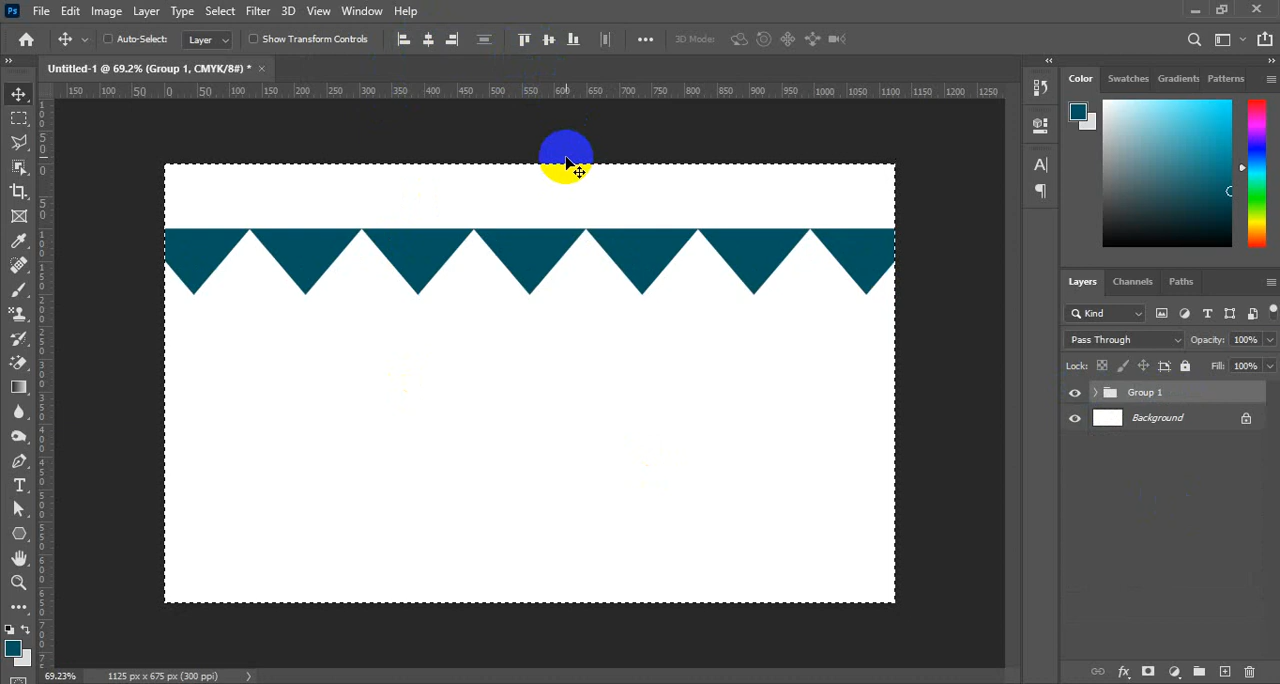 Ps File Edit Image Layer Type Select Filter 3D View Window Help
Auto-Select: Layer Show Transform Controls 3D Mode:
Untitled-1 @ 69.2% (Group 1, CMYK/8#) *
150 100 50 0 50 100 150 200 250 300 350 400 450 500 550 600 650 700 750 800 850 900 950 1000 1050 1100 1150 1200 1250
Color Swatches Gradients Patterns
Layers Channels Paths
Kind
Pass Through Opacity: 100%
Lock: Fill: 100%
Group 1
Background
69.23% 1125 px x 675 px (300 ppi)